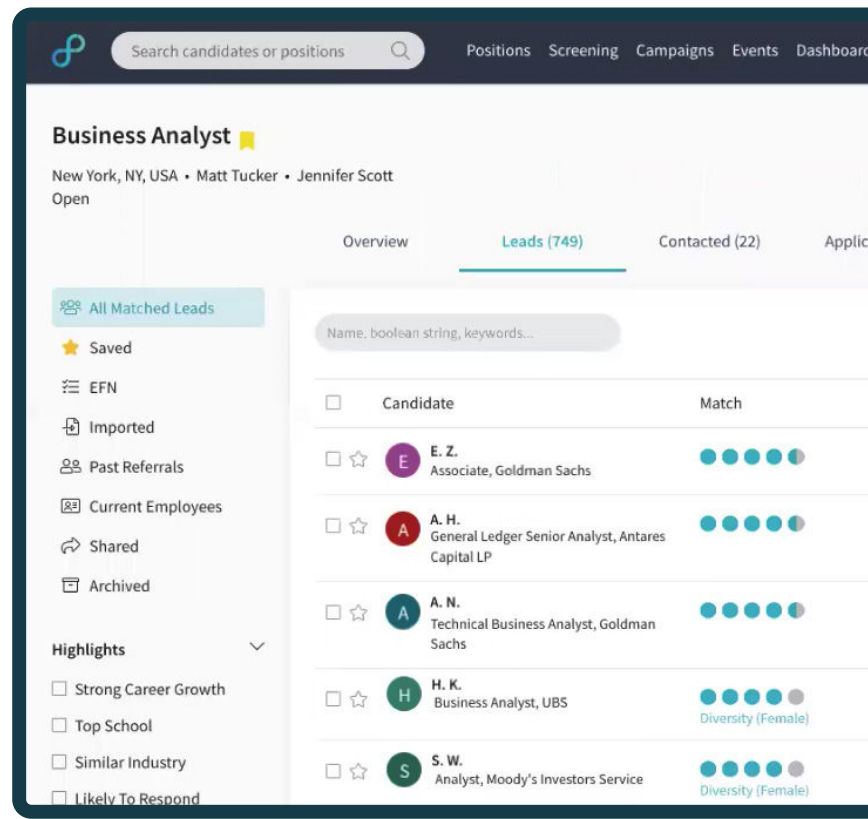 Search candidates or positions
Positions Screening Campaigns Events Dashboard
Business Analyst
New York, NY, USA • Matt Tucker • Jennifer Scott
Open
Overview Leads (749) Contacted (22) Applic
All Matched Leads
Saved
EFN
Imported
Past Referrals
Current Employees
Shared
Archived
Highlights
Strong Career Growth
Top School
Similar Industry
Likely To Respond
Name, boolean string, keywords...
Candidate Match
E
E. Z.
Associate, Goldman Sachs
A
A. H.
General Ledger Senior Analyst, Antares
Capital LP
A
A. N.
Technical Business Analyst, Goldman
Sachs
H
H. K.
Business Analyst, UBS
Diversity (Female)
S
S. W.
Analyst, Moody's Investors Service
Diversity (Female)